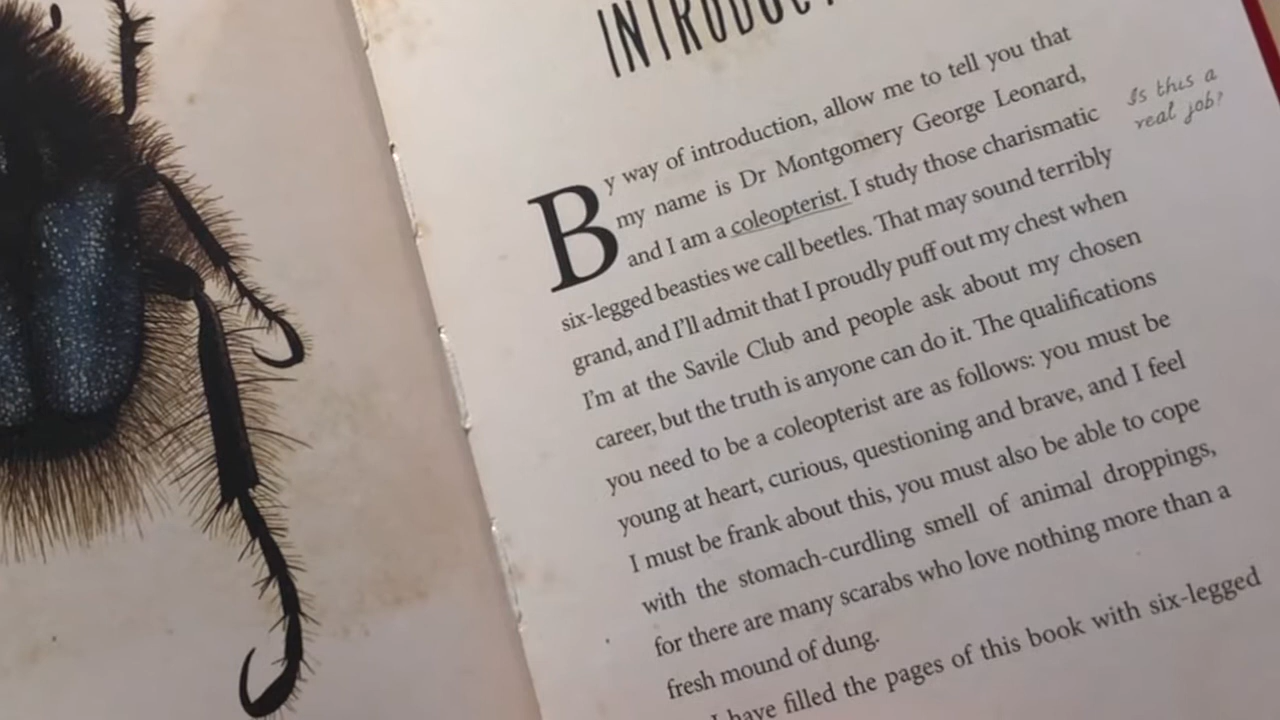 INTRODUCT
By way of introduction, allow me to tell you that
my name is Dr Montgomery George Leonard,
and I am a coleopterist. I study those charismatic
six-legged beasties we call beetles. That may sound terribly
grand, and I'll admit that I proudly puff out my chest when
I'm at the Savile Club and people ask about my chosen
career, but the truth is anyone can do it. The qualifications
you need to be a coleopterist are as follows: you must be
young at heart, curious, questioning and brave, and I feel
I must be frank about this, you must also be able to cope
with the stomach-curdling smell of animal droppings,
for there are many scarabs who love nothing more than a
fresh mound of dung.
I have filled the pages of this book with six-legged
Is this a
real job?